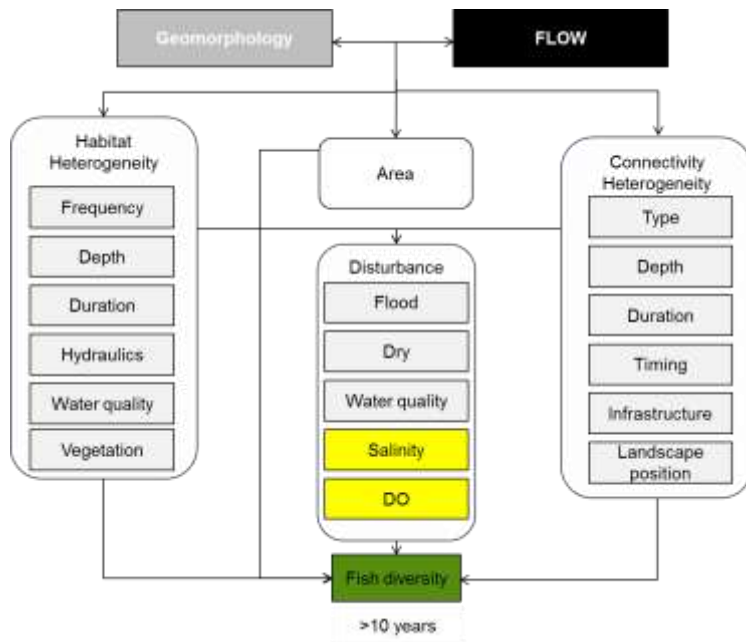 Geomorphology
FLOW
Habitat
Heterogeneity
Frequency
Depth
Duration
Hydraulics
Water quality
Vegetation
Area
Disturbance
Flood
Dry
Water quality
Salinity
DO
Connectivity
Heterogeneity
Type
Depth
Duration
Timing
Infrastructure
Landscape
position
Fish diversity
>10 years